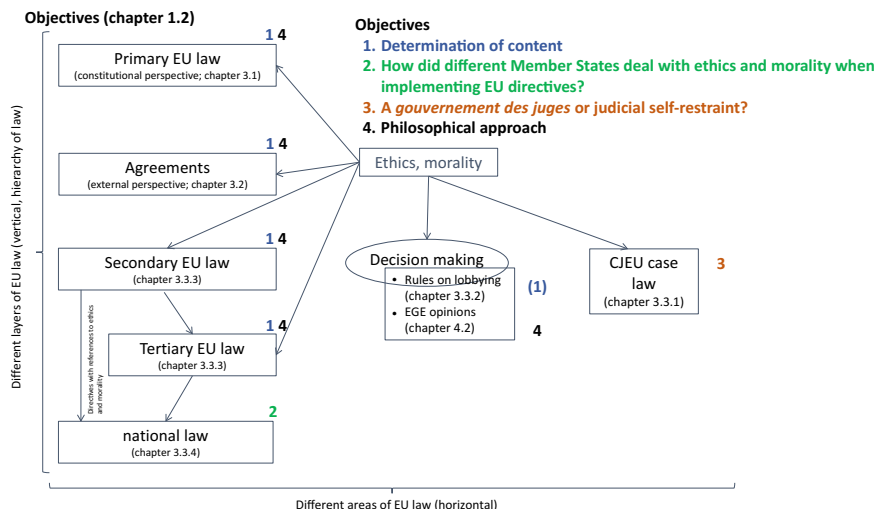 Objectives (chapter 1.2)
Objectives
1. Determination of content
2. How did different Member States deal with ethics and morality when
implementing EU directives?
3. A gouvernement des juges or judicial self-restraint?
4. Philosophical approach
1 4
Primary EU law
(constitutional perspective; chapter 3.1)
1 4
Agreements
(external perspective; chapter 3.2)
Ethics, morality
1 4
Secondary EU law
(chapter 3.3.3)
Decision making
• Rules on lobbying
(chapter 3.3.2)
• EGE opinions
(chapter 4.2)
(1)
4
CJEU case
law
(chapter 3.3.1)
3
1 4
Tertiary EU law
(chapter 3.3.3)
Directives with references to ethics
and morality
2
national law
(chapter 3.3.4)
Different layers of EU law (vertical, hierarchy of law)
Different areas of EU law (horizontal)